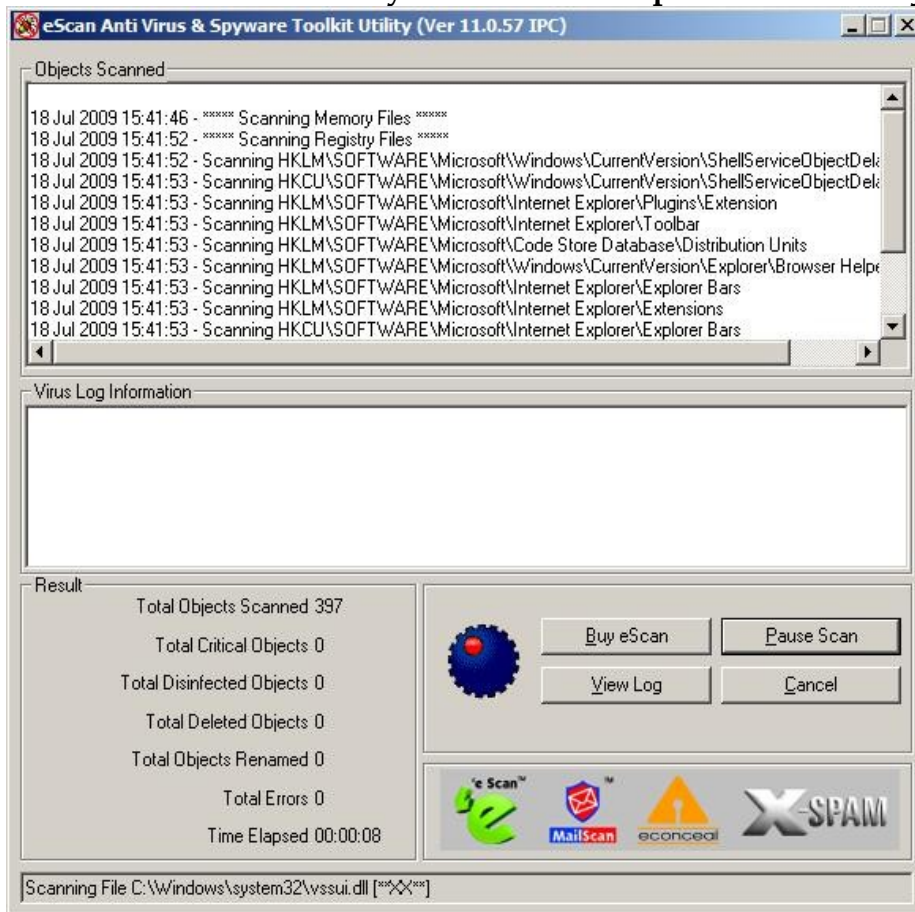 eScan Anti Virus & Spyware Toolkit Utility (Ver 11.0.57 IPC)
Objects Scanned
18 Jul 2009 15:41:46 - ***** Scanning Memory Files *****
18 Jul 2009 15:41:52 - ***** Scanning Registry Files *****
18 Jul 2009 15:41:52 - Scanning HKLM\SOFTWARE\Microsoft\Windows\CurrentVersion\ShellServiceObjectDela
18 Jul 2009 15:41:53 - Scanning HKCU\SOFTWARE\Microsoft\Windows\CurrentVersion\ShellServiceObjectDela
18 Jul 2009 15:41:53 - Scanning HKLM\SOFTWARE\Microsoft\Internet Explorer\Plugins\Extension
18 Jul 2009 15:41:53 - Scanning HKLM\SOFTWARE\Microsoft\Internet Explorer\Toolbar
18 Jul 2009 15:41:53 - Scanning HKLM\SOFTWARE\Microsoft\Code Store Database\Distribution Units
18 Jul 2009 15:41:53 - Scanning HKLM\SOFTWARE\Microsoft\Windows\CurrentVersion\Explorer\Browser Helpe
18 Jul 2009 15:41:53 - Scanning HKLM\SOFTWARE\Microsoft\Internet Explorer\Explorer Bars
18 Jul 2009 15:41:53 - Scanning HKLM\SOFTWARE\Microsoft\Internet Explorer\Extensions
18 Jul 2009 15:41:53 - Scanning HKCU\SOFTWARE\Microsoft\Internet Explorer\Explorer Bars
Virus Log Information
Result
Total Objects Scanned 397
Total Critical Objects 0
Total Disinfected Objects 0
Total Deleted Objects 0
Total Objects Renamed 0
Total Errors 0
Time Elapsed 00:00:08
Buy eScan
Pause Scan
View Log
Cancel
e Scan™
MailScan ™
econceal
X-SPAM
Scanning File C:\Windows\system32\vssui.dll [**XX**]